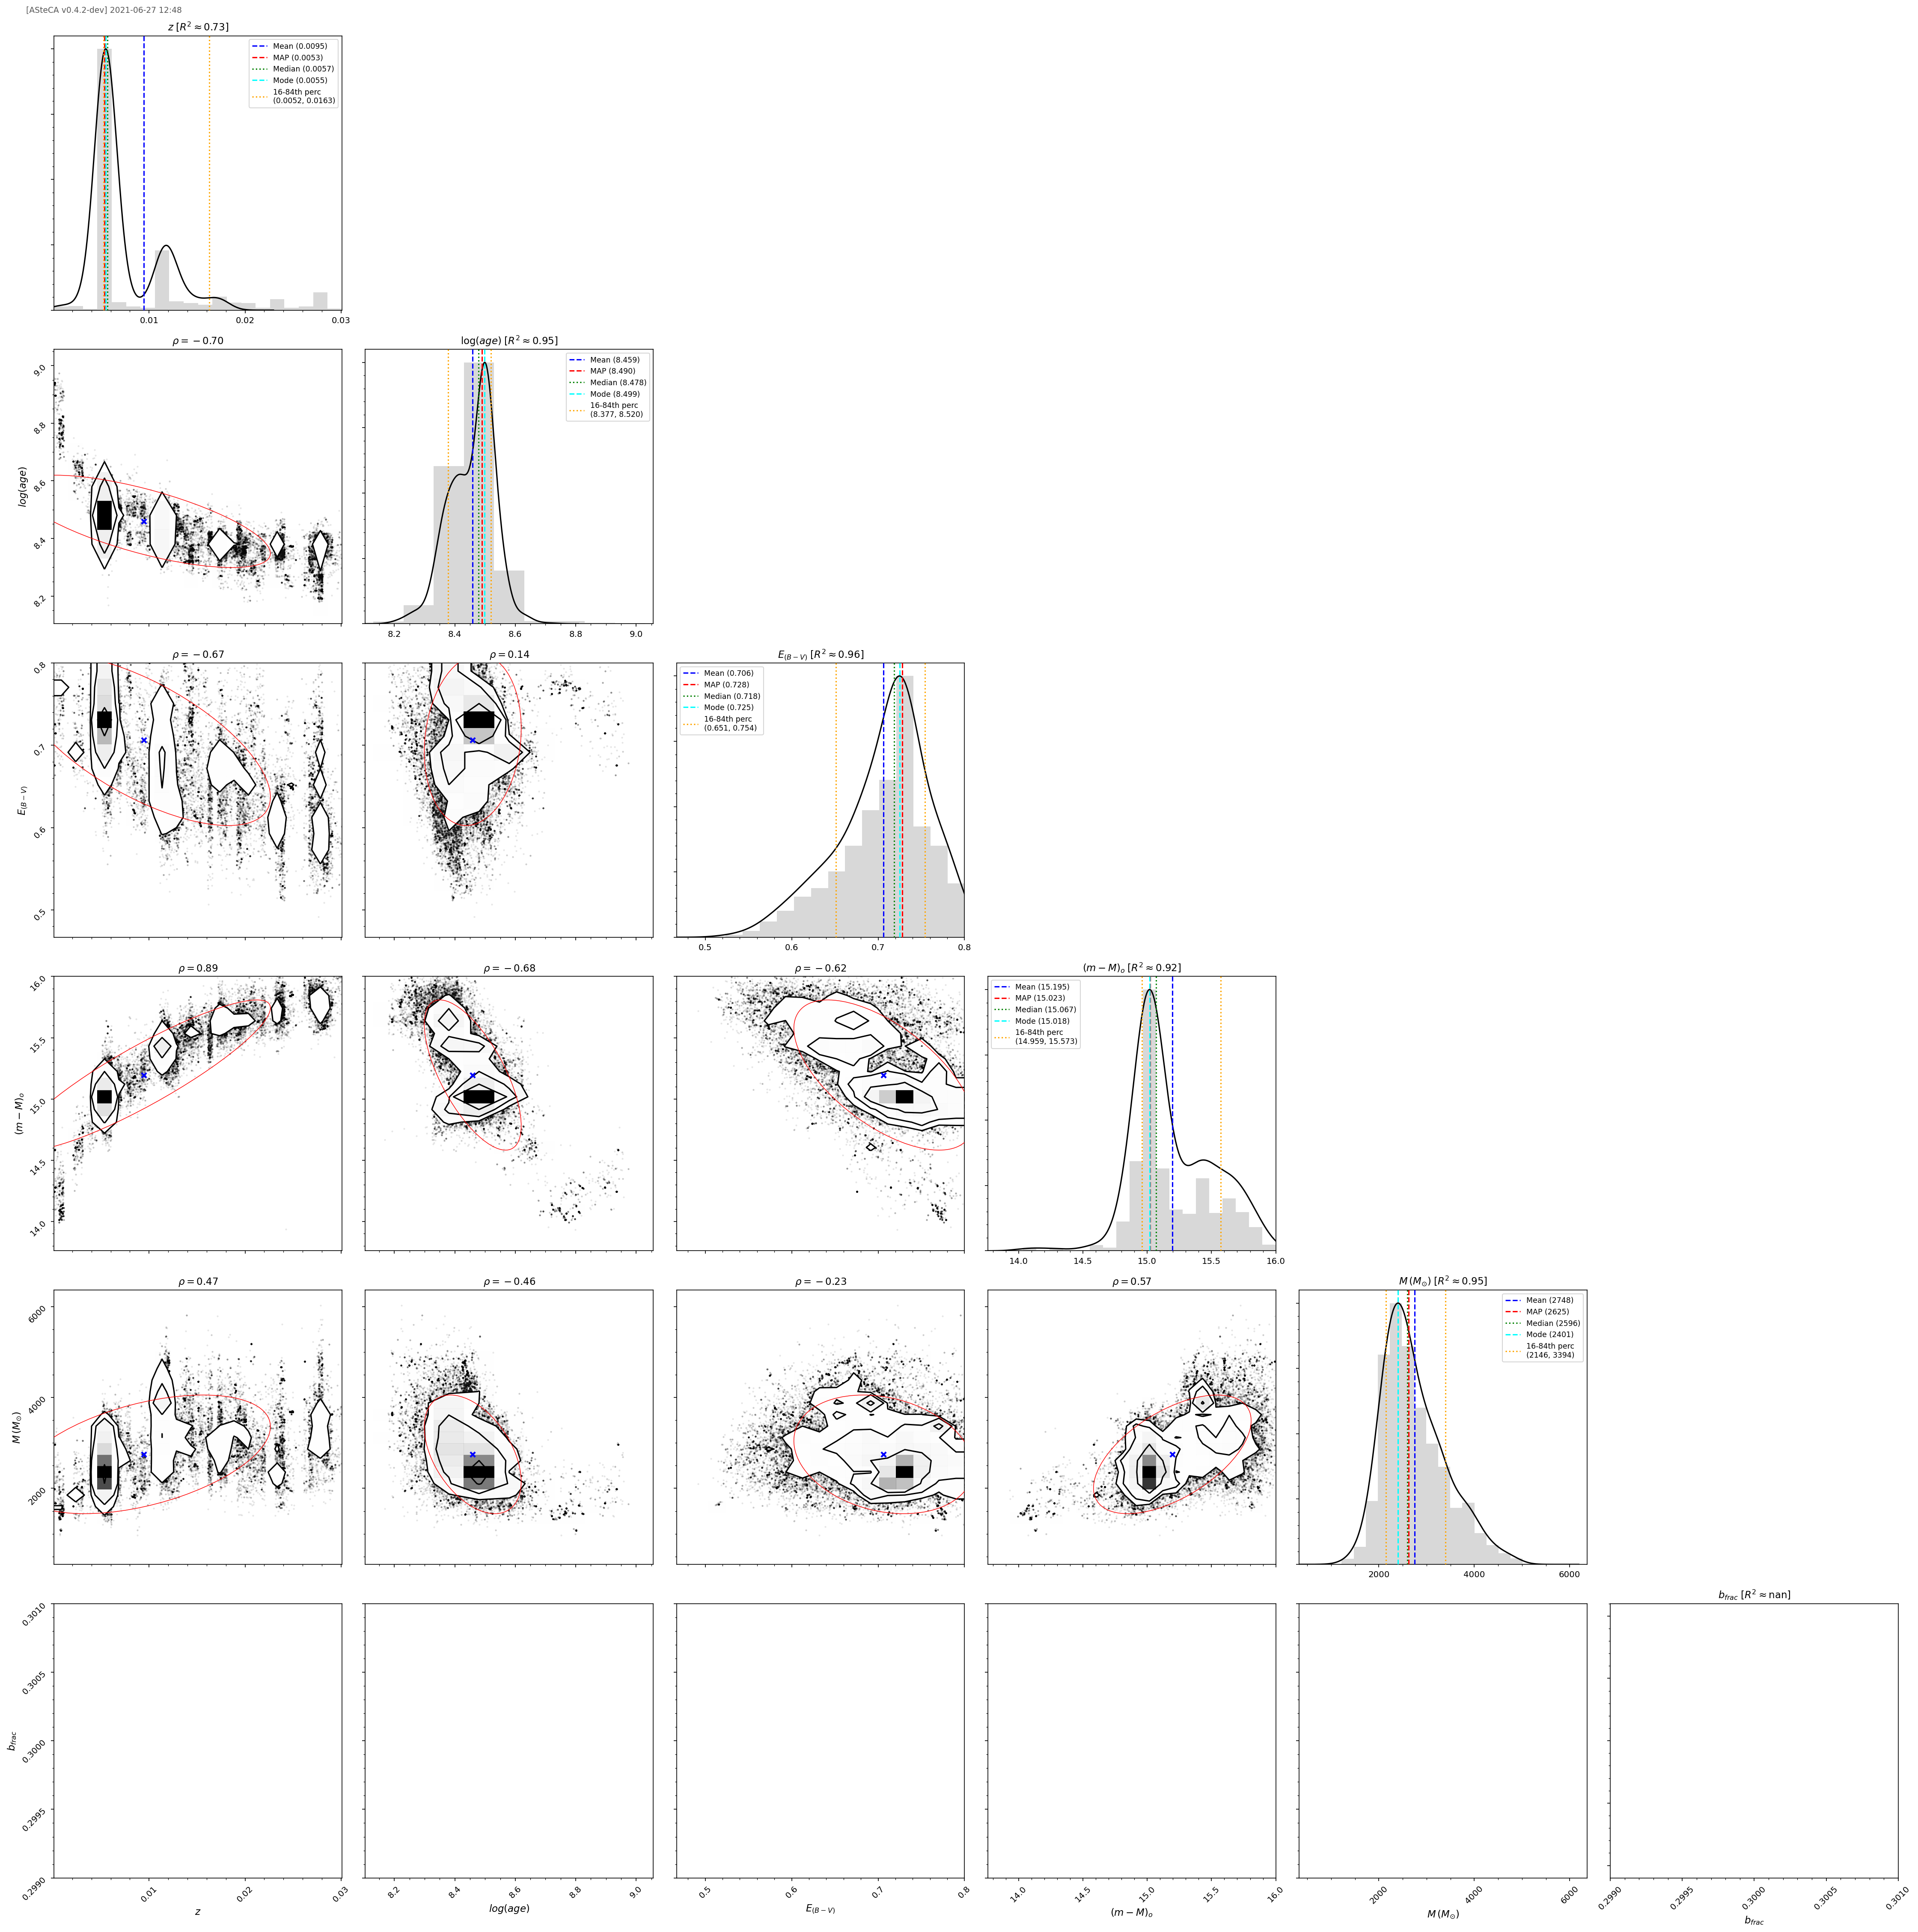 [ASteCA v0.4.2-dev] 2021-06-27 12:48
z [R² ≈ 0.73]
Mean (0.0095)
MAP (0.0053)
Median (0.0057)
Mode (0.0055)
16-84th perc
(0.0052, 0.0163)
0.01 0.02 0.03
ρ = −0.70
log(age) [R² ≈ 0.95]
Mean (8.459)
MAP (8.490)
Median (8.478)
Mode (8.499)
16-84th perc
(8.377, 8.520)
log(age)
9.0
8.8
8.6
8.4
8.2
8.2 8.4 8.6 8.8 9.0
ρ = −0.67
ρ = 0.14
E(B−V) [R² ≈ 0.96]
Mean (0.706)
MAP (0.728)
Median (0.718)
Mode (0.725)
16-84th perc
(0.651, 0.754)
E(B−V)
0.8
0.7
0.6
0.5
0.5 0.6 0.7 0.8
ρ = 0.89
ρ = −0.68
ρ = −0.62
(m − M)o [R² ≈ 0.92]
Mean (15.195)
MAP (15.023)
Median (15.067)
Mode (15.018)
16-84th perc
(14.959, 15.573)
(m − M)o
16.0
15.5
15.0
14.5
14.0
14.0 14.5 15.0 15.5 16.0
ρ = 0.47
ρ = −0.46
ρ = −0.23
ρ = 0.57
M (M⊙) [R² ≈ 0.95]
Mean (2748)
MAP (2625)
Median (2596)
Mode (2401)
16-84th perc
(2146, 3394)
M (M⊙)
6000
4000
2000
2000 4000 6000
bfrac [R² ≈ nan]
bfrac
0.3010
0.3005
0.3000
0.2995
0.2990
0.01 0.02 0.03
z
8.2 8.4 8.6 8.8 9.0
log(age)
0.5 0.6 0.7 0.8
E(B−V)
14.0 14.5 15.0 15.5 16.0
(m − M)o
2000 4000 6000
M (M⊙)
0.2990 0.2995 0.3000 0.3005 0.3010
bfrac